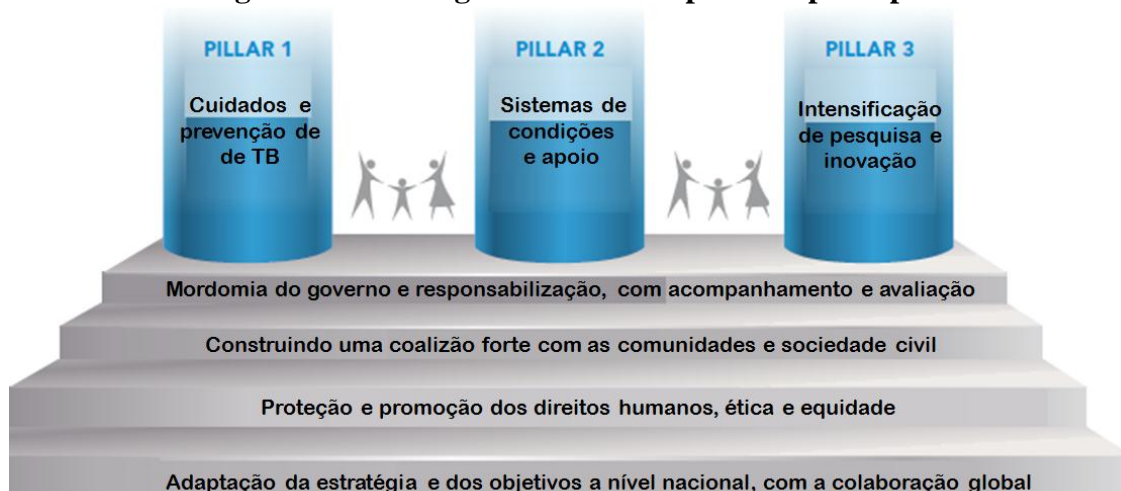 PILLAR 1
Cuidados e
prevenção de
de TB
PILLAR 2
Sistemas de
condições
e apoio
PILLAR 3
Intensificação
de pesquisa e
inovação
Mordomia do governo e responsabilização, com acompanhamento e avaliação
Construindo uma coalizão forte com as comunidades e sociedade civil
Proteção e promoção dos direitos humanos, ética e equidade
Adaptação da estratégia e dos objetivos a nível nacional, com a colaboração global